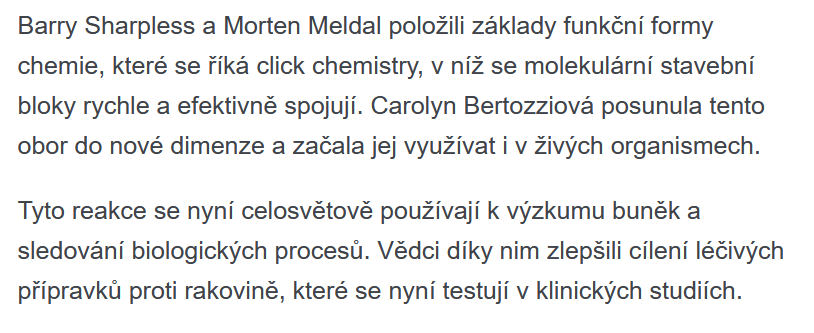 Barry Sharpless a Morten Meldal položili základy funkční formy
chemie, které se říká click chemistry, v níž se molekulární stavební
bloky rychle a efektivně spojují. Carolyn Bertozziová posunula tento
obor do nové dimenze a začala jej využívat i v živých organismech.
Tyto reakce se nyní celosvětově používají k výzkumu buněk a
sledování biologických procesů. Vědci díky nim zlepšili cílení léčivých
přípravků proti rakovině, které se nyní testují v klinických studiích.